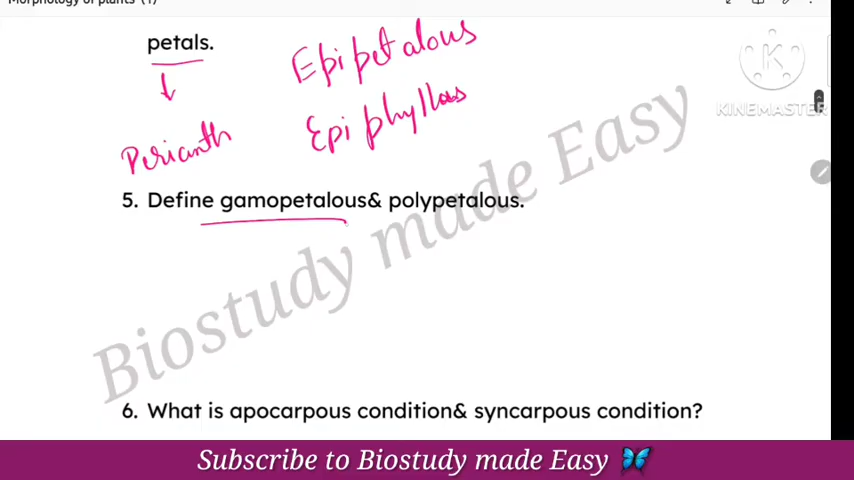 Morphology of plants (1)
petals.
Epipetalous
KINEMASTER
Epiphyllous
Perianth
5. Define gamopetalous& polypetalous.
Biostudy made Easy
6. What is apocarpous condition& syncarpous condition?
Subscribe to Biostudy made Easy 🦋